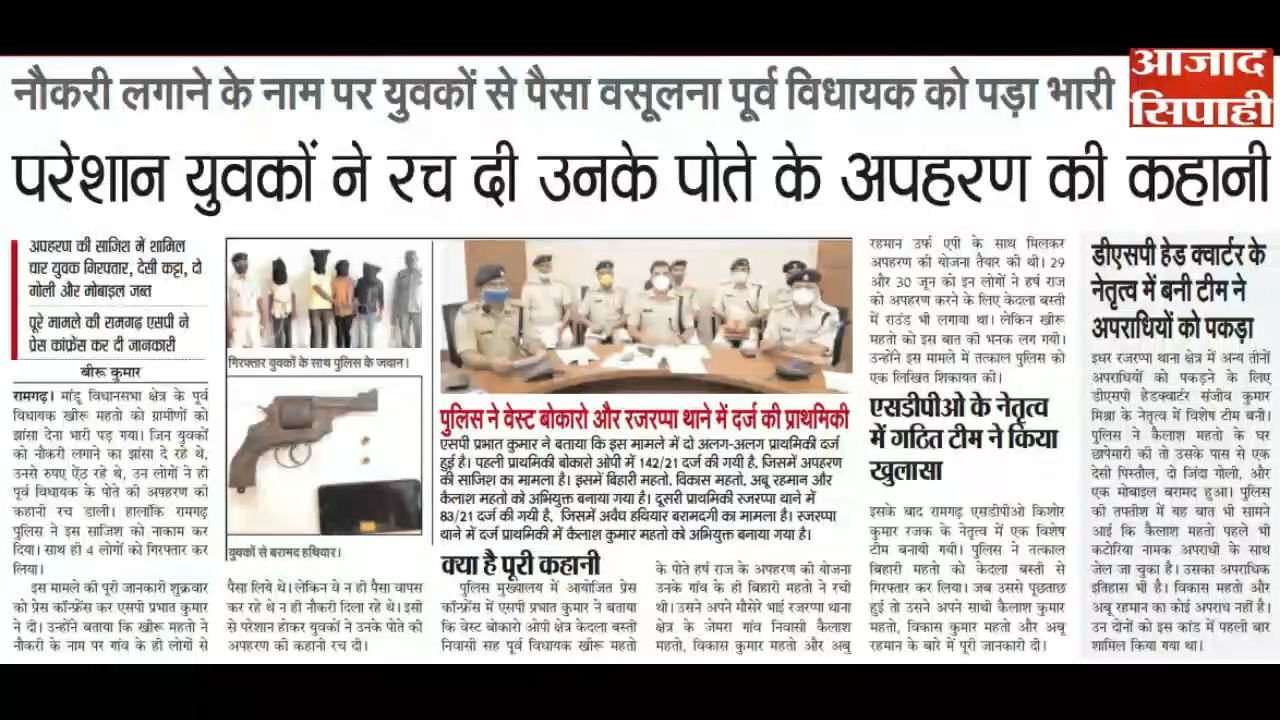 नौकरी लगाने के नाम पर युवकों से पैसा वसूलना पूर्व विधायक को पड़ा भारी
आजाद
सिपाही
परेशान युवकों ने रच दी उनके पोते के अपहरण की कहानी
अपहरण की साजिश में शामिल
चार युवक गिरफ्तार, देसी कट्टा, दो
गोली और मोबाइल जब्त
पूरे मामले की रामगढ़ एसपी ने
प्रेस कांफ्रेंस कर दी जानकारी
बीरू कुमार
रामगढ़। मांडू विधानसभा क्षेत्र के पूर्व
विधायक खीरू महतो को ग्रामीणों को
झांसा देना भारी पड़ गया। जिन युवकों
को नौकरी लगाने का झांसा दे रहे थे,
उनसे रुपए ऐंठ रहे थे, उन लोगों ने ही
पूर्व विधायक के पोते की अपहरण की
कहानी रच डाली। हालांकि रामगढ़
पुलिस ने इस साजिश को नाकाम कर
दिया। साथ ही 4 लोगों को गिरफ्तार कर
लिया।
इस मामले की पूरी जानकारी शुक्रवार
को प्रेस कॉन्फ्रेंस कर एसपी प्रभात कुमार
ने दी। उन्होंने बताया कि खीरू महतो ने
नौकरी के नाम पर गांव के ही लोगों से
गिरफ्तार युवकों के साथ पुलिस के जवान।
युवकों से बरामद हथियार।
पैसा लिये थे। लेकिन वे न ही पैसा वापस
कर रहे थे न ही नौकरी दिला रहे थे। इसी
से परेशान होकर युवकों ने उनके पोते की
अपहरण की कहानी रच दी।
पुलिस ने वेस्ट बोकारो और रजरप्पा थाने में दर्ज की प्राथमिकी
एसपी प्रभात कुमार ने बताया कि इस मामले में दो अलग-अलग प्राथमिकी दर्ज
हुई है। पहली प्राथमिकी बोकारो ओपी में 142/21 दर्ज की गयी है, जिसमें अपहरण
की साजिश का मामला है। इसमें बिहारी महतो, विकास महतो, अबू रहमान और
कैलाश महतो को अभियुक्त बनाया गया है। दूसरी प्राथमिकी रजरप्पा थाने में
83/21 दर्ज की गयी है, जिसमें अवैध हथियार बरामदगी का मामला है। रजरप्पा
थाने में दर्ज प्राथमिकी में कैलाश कुमार महतो को अभियुक्त बनाया गया है।
क्या है पूरी कहानी
पुलिस मुख्यालय में आयोजित प्रेस
कॉन्फ्रेंस में एसपी प्रभात कुमार ने बताया
कि वेस्ट बोकारो ओपी क्षेत्र केदला बस्ती
निवासी सह पूर्व विधायक खीरू महतो
के पोते हर्ष राज के अपहरण की योजना
उनके गांव के ही बिहारी महतो ने रची
थी। उसने अपने मौसेरे भाई रजरप्पा थाना
क्षेत्र के जेमरा गांव निवासी कैलाश
महतो, विकास कुमार महतो और अबु
रहमान उर्फ एपी के साथ मिलकर
अपहरण की योजना तैयार की थी। 29
और 30 जून को इन लोगों ने हर्ष राज
को अपहरण करने के लिए केदला बस्ती
में राउंड भी लगाया था। लेकिन खीरू
महतो को इस बात की भनक लग गयी।
उन्होंने इस मामले में तत्काल पुलिस को
एक लिखित शिकायत की।
एसडीपीओ के नेतृत्व
में गठित टीम ने किया
खुलासा
इसके बाद रामगढ़ एसडीपीओ किशोर
कुमार रजक के नेतृत्व में एक विशेष
टीम बनायी गयी। पुलिस ने तत्काल
बिहारी महतो को केदला बस्ती से
गिरफ्तार कर लिया। जब उससे पूछताछ
हुई तो उसने अपने साथी कैलाश कुमार
महतो, विकास कुमार महतो और अबू
रहमान के बारे में पूरी जानकारी दी।
डीएसपी हेड क्वार्टर के
नेतृत्व में बनी टीम ने
अपराधियों को पकड़ा
इधर रजरप्पा थाना क्षेत्र में अन्य तीनों
अपराधियों को पकड़ने के लिए
डीएसपी हेडक्वार्टर संजीव कुमार
मिश्रा के नेतृत्व में विशेष टीम बनी।
पुलिस ने कैलाश महतो के घर
छापेमारी की तो उसके पास से एक
देसी पिस्तौल, दो जिंदा गोली, और
एक मोबाइल बरामद हुआ। पुलिस
की तफ्तीश में यह बात भी सामने
आई कि कैलाश महतो पहले भी
कटोरिया नामक अपराधी के साथ
जेल जा चुका है। उसका अपराधिक
इतिहास भी है। विकास महतो और
अबू रहमान का कोई अपराध नहीं है।
उन दोनों को इस कांड में पहली बार
शामिल किया गया था।